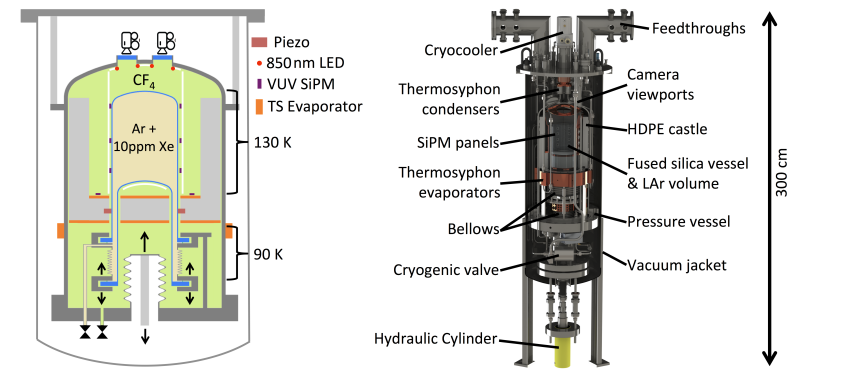 Piezo
850nm LED
VUV SiPM
TS Evaporator
CF4
Ar +
10ppm Xe
130 K
90 K
Feedthroughs
Cryocooler
Camera
viewports
Thermosyphon
condensers
HDPE castle
SiPM panels
Fused silica vessel
& LAr volume
Thermosyphon
evaporators
Pressure vessel
Bellows
Vacuum jacket
Cryogenic valve
Hydraulic Cylinder
300 cm